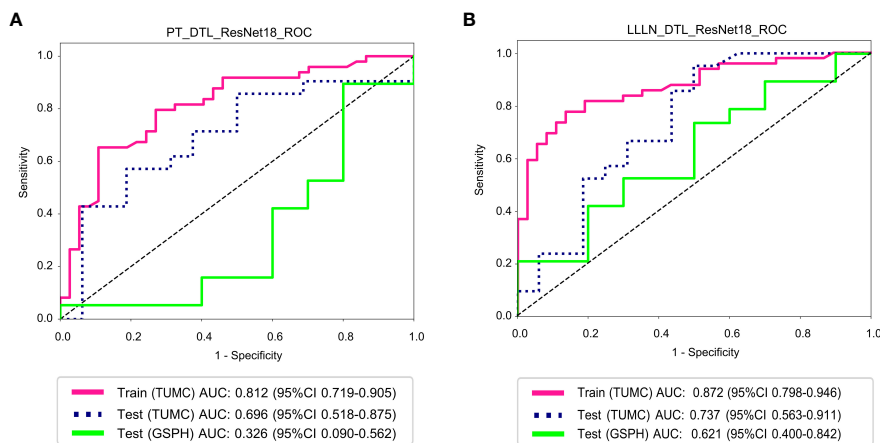 A
PT_DTL_ResNet18_ROC
1.0
0.8
0.6
0.4
0.2
0.0
Sensitivity
0.0 0.2 0.4 0.6 0.8 1.0
1 - Specificity
Train (TUMC) AUC: 0.812 (95%CI 0.719-0.905)
Test (TUMC) AUC: 0.696 (95%CI 0.518-0.875)
Test (GSPH) AUC: 0.326 (95%CI 0.090-0.562)
B
LLLN_DTL_ResNet18_ROC
1.0
0.8
0.6
0.4
0.2
0.0
Sensitivity
0.0 0.2 0.4 0.6 0.8 1.0
1 - Specificity
Train (TUMC) AUC: 0.872 (95%CI 0.798-0.946)
Test (TUMC) AUC: 0.737 (95%CI 0.563-0.911)
Test (GSPH) AUC: 0.621 (95%CI 0.400-0.842)